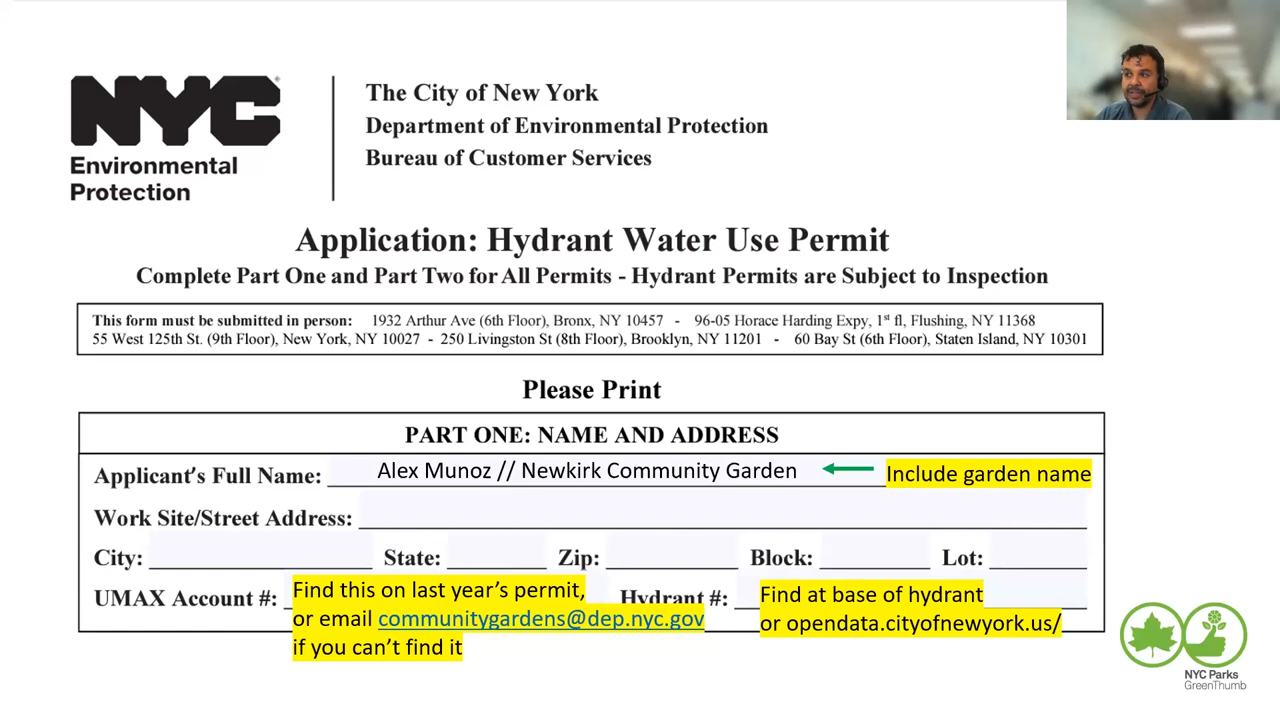 NYC
Environmental
Protection
The City of New York
Department of Environmental Protection
Bureau of Customer Services
Application: Hydrant Water Use Permit
Complete Part One and Part Two for All Permits - Hydrant Permits are Subject to Inspection
This form must be submitted in person: 1932 Arthur Ave (6th Floor), Bronx, NY 10457 - 96-05 Horace Harding Expy, 1st fl, Flushing, NY 11368
55 West 125th St. (9th Floor), New York, NY 10027 - 250 Livingston St (8th Floor), Brooklyn, NY 11201 - 60 Bay St (6th Floor), Staten Island, NY 10301
Please Print
PART ONE: NAME AND ADDRESS
Applicant's Full Name: Alex Munoz // Newkirk Community Garden Include garden name
Work Site/Street Address:
City: State: Zip: Block: Lot:
UMAX Account #: Find this on last year's permit, Hydrant #: Find at base of hydrant
or email communitygardens@dep.nyc.gov or opendata.cityofnewyork.us/
if you can't find it
NYC Parks
GreenThumb